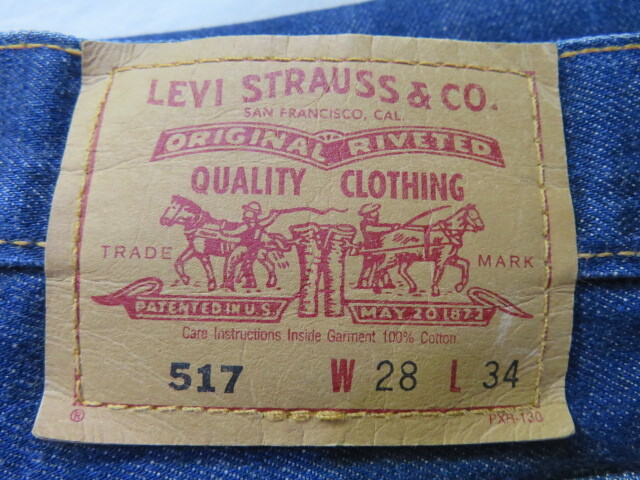 LEVI STRAUSS & CO.
SAN FRANCISCO, CAL.
ORIGINAL RIVETED
QUALITY CLOTHING
TRADE MARK
PATENTED IN U.S. MAY 20 1873
Care Instructions Inside Garment 100% Cotton
517 W 28 L 34
® PXR-130